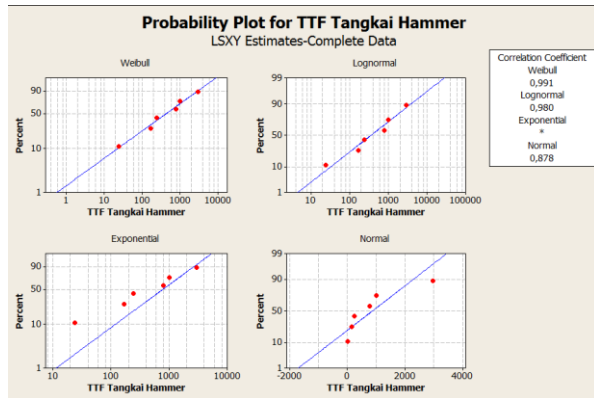 Probability Plot for TTF Tangkai Hammer
LSXY Estimates-Complete Data
Correlation Coefficient
Weibull
0,991
Lognormal
0,980
Exponential
*
Normal
0,878
Weibull
Percent
90
50
10
1
1 10 100 1000 10000
TTF Tangkai Hammer
Lognormal
Percent
99
90
50
10
1
10 100 1000 10000 100000
TTF Tangkai Hammer
Exponential
Percent
90
50
10
1
10 100 1000 10000
TTF Tangkai Hammer
Normal
Percent
99
90
50
10
1
-2000 0 2000 4000
TTF Tangkai Hammer